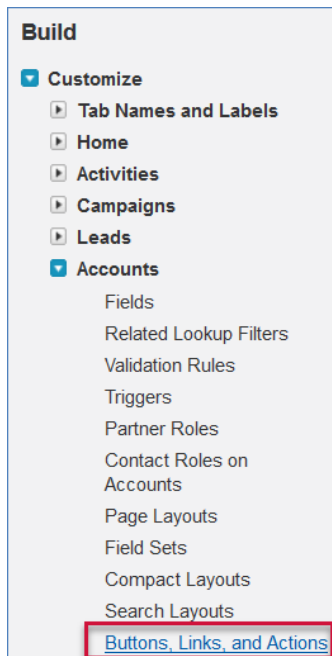 Build
Customize
Tab Names and Labels
Home
Activities
Campaigns
Leads
Accounts
Fields
Related Lookup Filters
Validation Rules
Triggers
Partner Roles
Contact Roles on
Accounts
Page Layouts
Field Sets
Compact Layouts
Search Layouts
Buttons, Links, and Actions